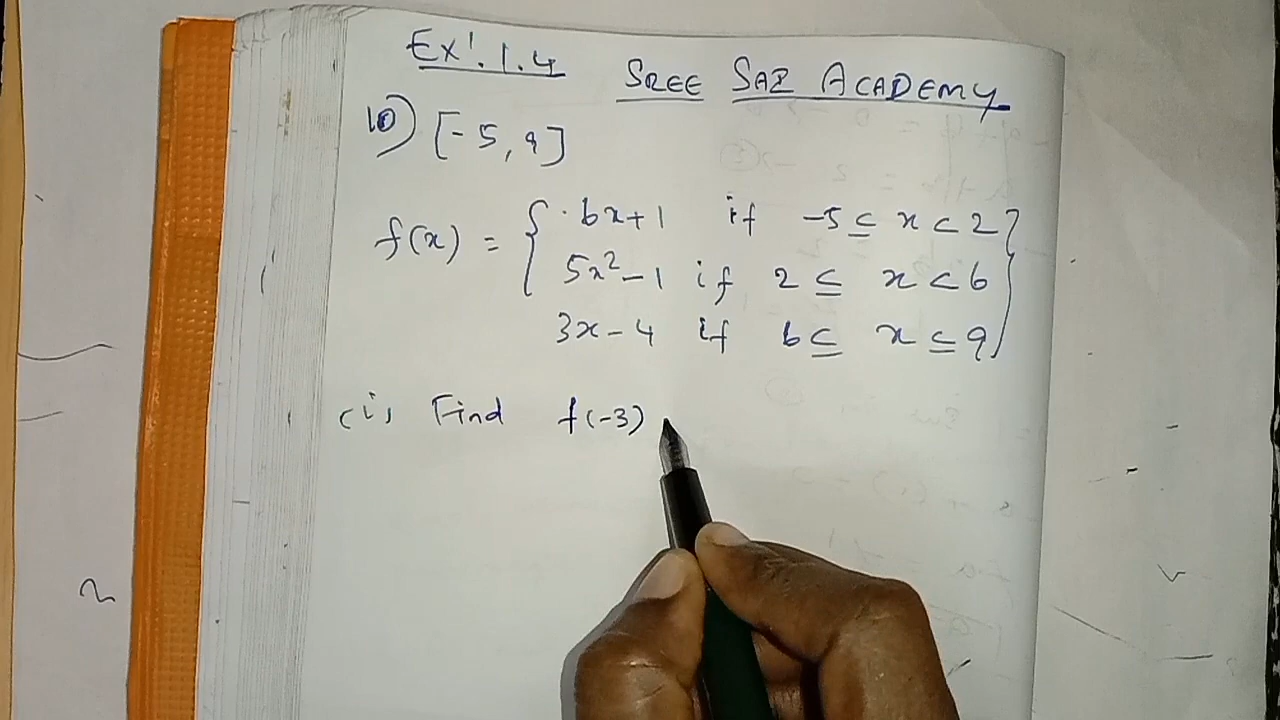 Ex!.1.4 SREE SAI ACADEMY
10) [-5, 9]
f(x) = { 6x+1 if -5 ≤ x < 2 }
5x²-1 if 2 ≤ x < 6
3x-4 if 6 ≤ x ≤ 9
(i) Find f(-3)